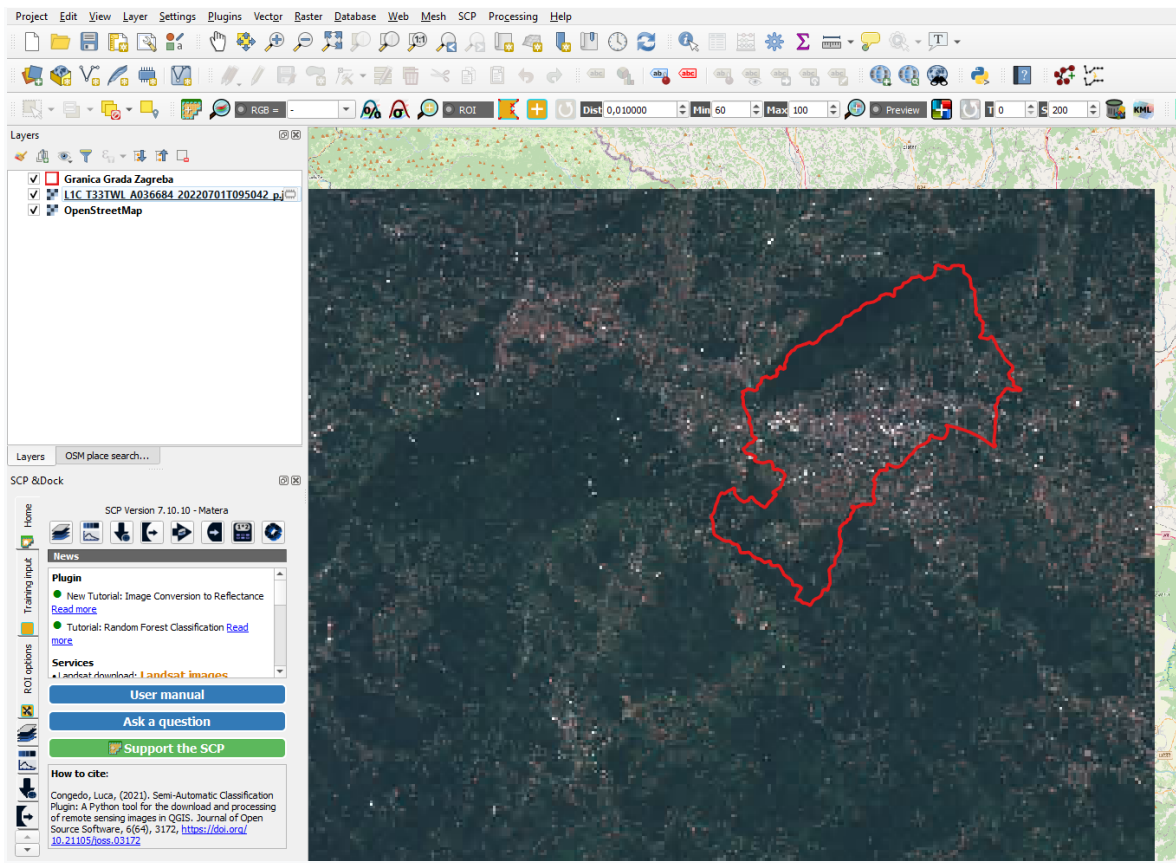 Project Edit QSM View Layer Settings Plugins Vector Raster Database Web Mesh SCP Processing Help
RGB = - ROI Dist 0,010000 Min 60 Max 100 Preview T 0 S 200 KML
Layers
Granica Grada Zagreba
L1C_T33TWL_A036684_20220701T095042_p.j
OpenStreetMap
Layers OSM place search...
SCP &Dock
Home
Training input
ROI options
SCP Version 7.10.10 - Matera
News
Plugin
New Tutorial: Image Conversion to Reflectance
Read more
Tutorial: Random Forest Classification Read
more
Services
• Landsat download: Landsat images
User manual
Ask a question
Support the SCP
How to cite:
Congedo, Luca, (2021). Semi-Automatic Classification
Plugin: A Python tool for the download and processing
of remote sensing images in QGIS. Journal of Open
Source Software, 6(64), 3172, https://doi.org/
10.21105/joss.03172